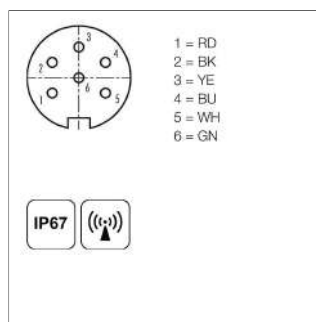 3
2
4
6
1
5
1 = RD
2 = BK
3 = YE
4 = BU
5 = WH
6 = GN
IP67